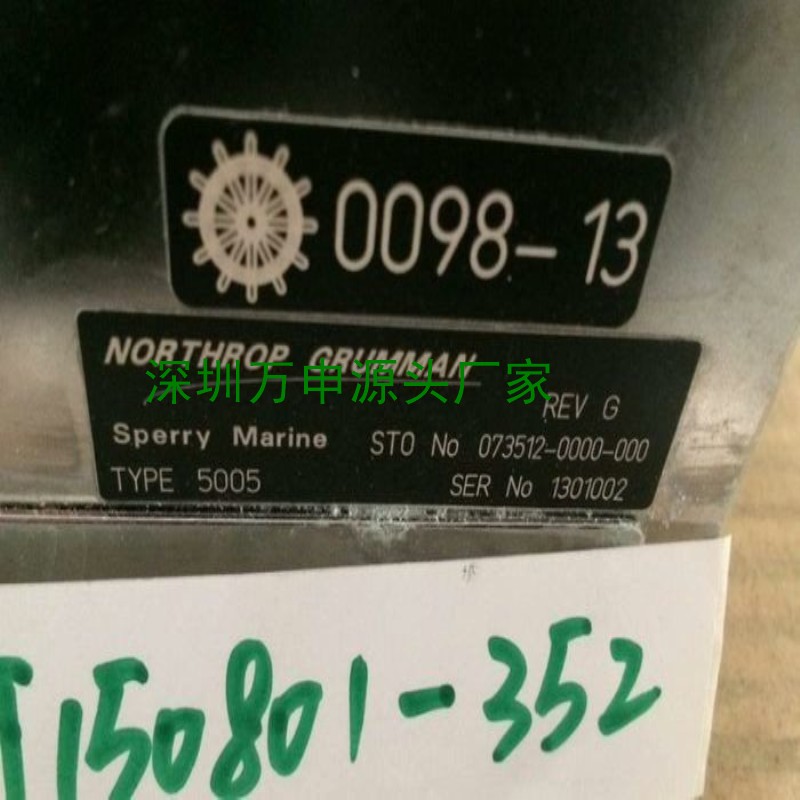 0098-13
NORTHROP GRUMMAN
深圳万申源头厂家
REV G
Sperry Marine STO No 073512-0000-000
TYPE 5005 SER No 1301002
150801-352